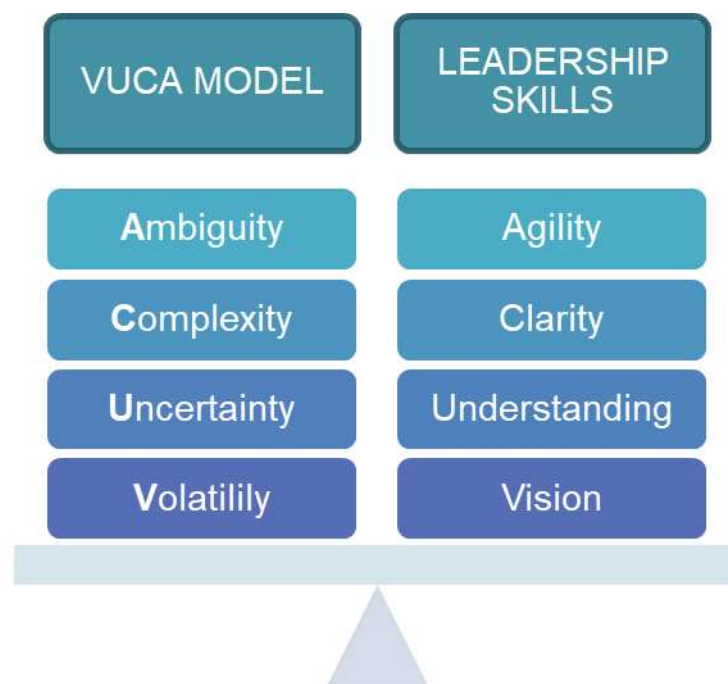 VUCA MODEL
LEADERSHIP
SKILLS
Ambiguity
Agility
Complexity
Clarity
Uncertainty
Understanding
Volatilily
Vision